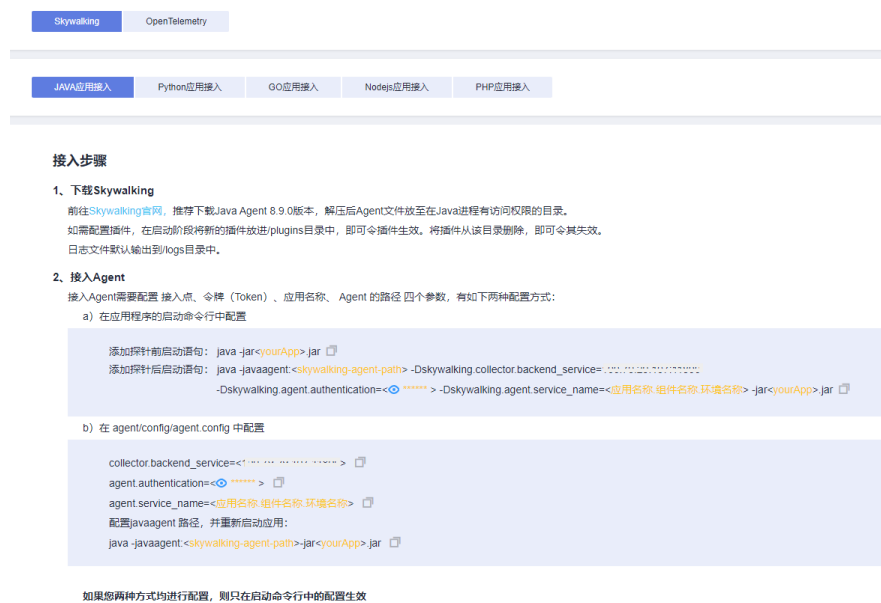 Skywalking OpenTelemetry
JAVA应用接入 Python应用接入 GO应用接入 Nodejs应用接入 PHP应用接入
接入步骤
1、下载Skywalking
前往Skywalking官网，推荐下载Java Agent 8.9.0版本，解压后Agent文件放至在Java进程有访问权限的目录。
如需配置插件，在启动阶段将新的插件放进/plugins目录中，即可令插件生效。将插件从该目录删除，即可令其失效。
日志文件默认输出到/logs目录中。
2、接入Agent
接入Agent需要配置 接入点、令牌（Token）、应用名称、 Agent 的路径 四个参数，有如下两种配置方式：
a）在应用程序的启动命令行中配置
添加探针前启动语句： java -jar<yourApp>.jar
添加探针后启动语句： java -javaagent:<skywalking-agent-path> -Dskywalking.collector.backend_service=
-Dskywalking.agent.authentication=< ****** > -Dskywalking.agent.service_name=<应用名称.组件名称.环境名称> -jar<yourApp>.jar
b）在 agent/config/agent.config 中配置
collector.backend_service=< >
agent.authentication=< ****** >
agent.service_name=<应用名称.组件名称.环境名称>
配置javaagent 路径，并重新启动应用：
java -javaagent:<skywalking-agent-path>-jar<yourApp>.jar
如果您两种方式均进行配置，则只在启动命令行中的配置生效